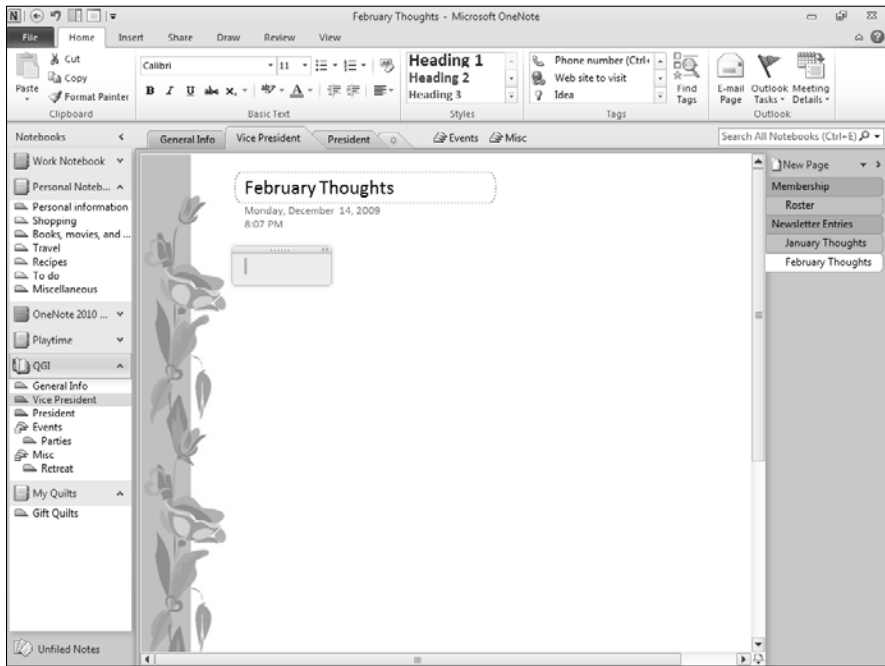 February Thoughts - Microsoft OneNote
File Home Insert Share Draw Review View
Paste
Cut
Copy
Format Painter
Clipboard
Calibri 11
B I U abc x,
Basic Text
Heading 1
Heading 2
Heading 3
Styles
Phone number (Ctrl+
Web site to visit
Idea
Tags
Find
Tags
E-mail
Page
Outlook
Tasks
Meeting
Details
Outlook
Notebooks
General Info Vice President President Events Misc
Search All Notebooks (Ctrl+E)
Work Notebook
Personal Noteb...
Personal information
Shopping
Books, movies, and ...
Travel
Recipes
To do
Miscellaneous
OneNote 2010 ...
Playtime
QGI
General Info
Vice President
President
Events
Parties
Misc
Retreat
My Quilts
Gift Quilts
Unfiled Notes
February Thoughts
Monday, December 14, 2009
8:07 PM
New Page
Membership
Roster
Newsletter Entries
January Thoughts
February Thoughts